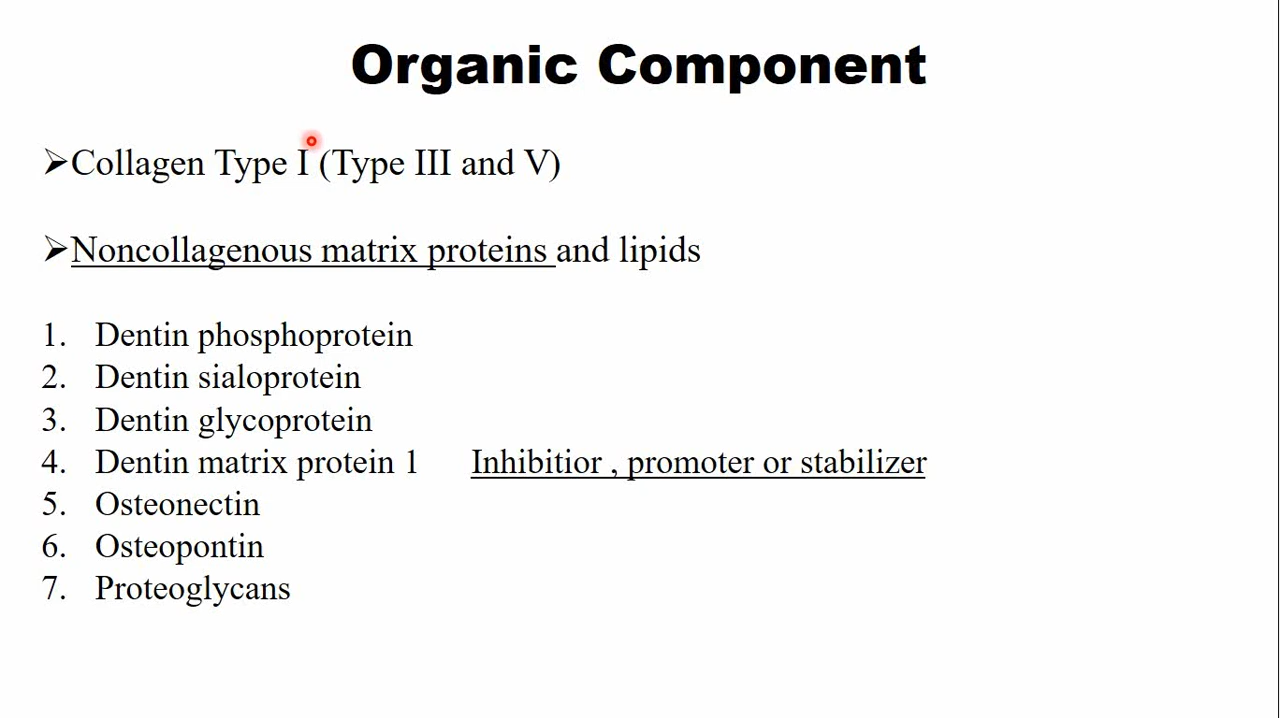 Organic Component
➢Collagen Type I (Type III and V)
➢Noncollagenous matrix proteins and lipids
1. Dentin phosphoprotein
2. Dentin sialoprotein
3. Dentin glycoprotein
4. Dentin matrix protein 1 Inhibitior , promoter or stabilizer
5. Osteonectin
6. Osteopontin
7. Proteoglycans